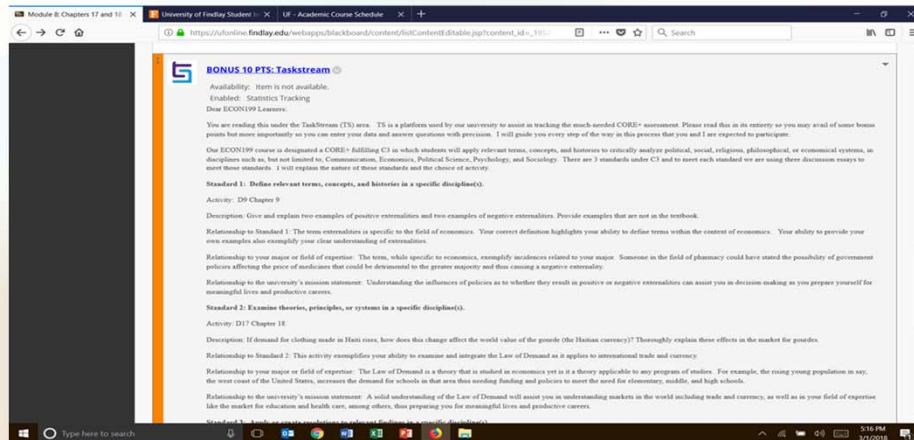 Module 8: Chapters 17 and 18
University of Findlay Student In
UF - Academic Course Schedule
https://ufonline.findlay.edu/webapps/blackboard/content/listContentEditable.jsp?content_id=_195
Search
BONUS 10 PTS: Taskstream
Availability: Item is not available.
Enabled: Statistics Tracking
Dear ECON199 Learners:
You are reading this under the TaskStream (TS) area. TS is a platform used by our university to assist in tracking the much-needed CORE+ assessment. Please read this in its entirety so you may avail of some bonus
points but more importantly so you can enter your data and answer questions with precision. I will guide you every step of the way in this process that you and I are expected to participate.
Our ECON199 course is designated a CORE+ fulfilling C3 in which students will apply relevant terms, concepts, and histories to critically analyze political, social, religious, philosophical, or economical systems, in
disciplines such as, but not limited to, Communication, Economics, Political Science, Psychology, and Sociology. There are 3 standards under C3 and to meet each standard we are using three discussion essays to
meet those standards. I will explain the nature of these standards and the choice of activity.
Standard 1: Define relevant terms, concepts, and histories in a specific discipline(s).
Activity: D9 Chapter 9
Description: Give and explain two examples of positive externalities and two examples of negative externalities. Provide examples that are not in the textbook.
Relationship to Standard 1: The term externalities is specific to the field of economics. Your correct definition highlights your ability to define terms within the content of economics. Your ability to provide your
own examples also exemplify your clear understanding of externalities.
Relationship to your major or field of expertise: The term, while specific to economics, exemplify incidences related to your major. Someone in the field of pharmacy could have stated the possibility of government
policies affecting the price of medicines that could be detrimental to the greater majority and thus causing a negative externality.
Relationship to the university's mission statement: Understanding the influences of policies as to whether they result in positive or negative externalities can assist you in decision-making as you prepare yourself for
meaningful lives and productive careers.
Standard 2: Examine theories, principles, or systems in a specific discipline(s).
Activity: D17 Chapter 18
Description: If demand for clothing made in Haiti rises, how does this change affect the world value of the gourde (the Haitian currency)? Thoroughly explain these effects in the market for gourdes.
Relationship to Standard 2: This activity exemplifies your ability to examine and integrate the Law of Demand as it applies to international trade and currency.
Relationship to your major or field of expertise: The Law of Demand is a theory that is studied in economics yet is it a theory applicable to any program of studies. For example, the rising young population in say,
the west coast of the United States, increases the demand for schools in that area thus needing funding and policies to meet the need for elementary, middle, and high schools.
Relationship to the university's mission statement: A solid understanding of the Law of Demand will assist you in understanding markets in the world including trade and currency, as well as in your field of expertise
like the market for education and health care, among others, thus preparing you for meaningful lives and productive careers.
Standard 3: Apply or create resolutions to relevant findings in a specific discipline(s).
Type here to search
5:16 PM
3/1/2018